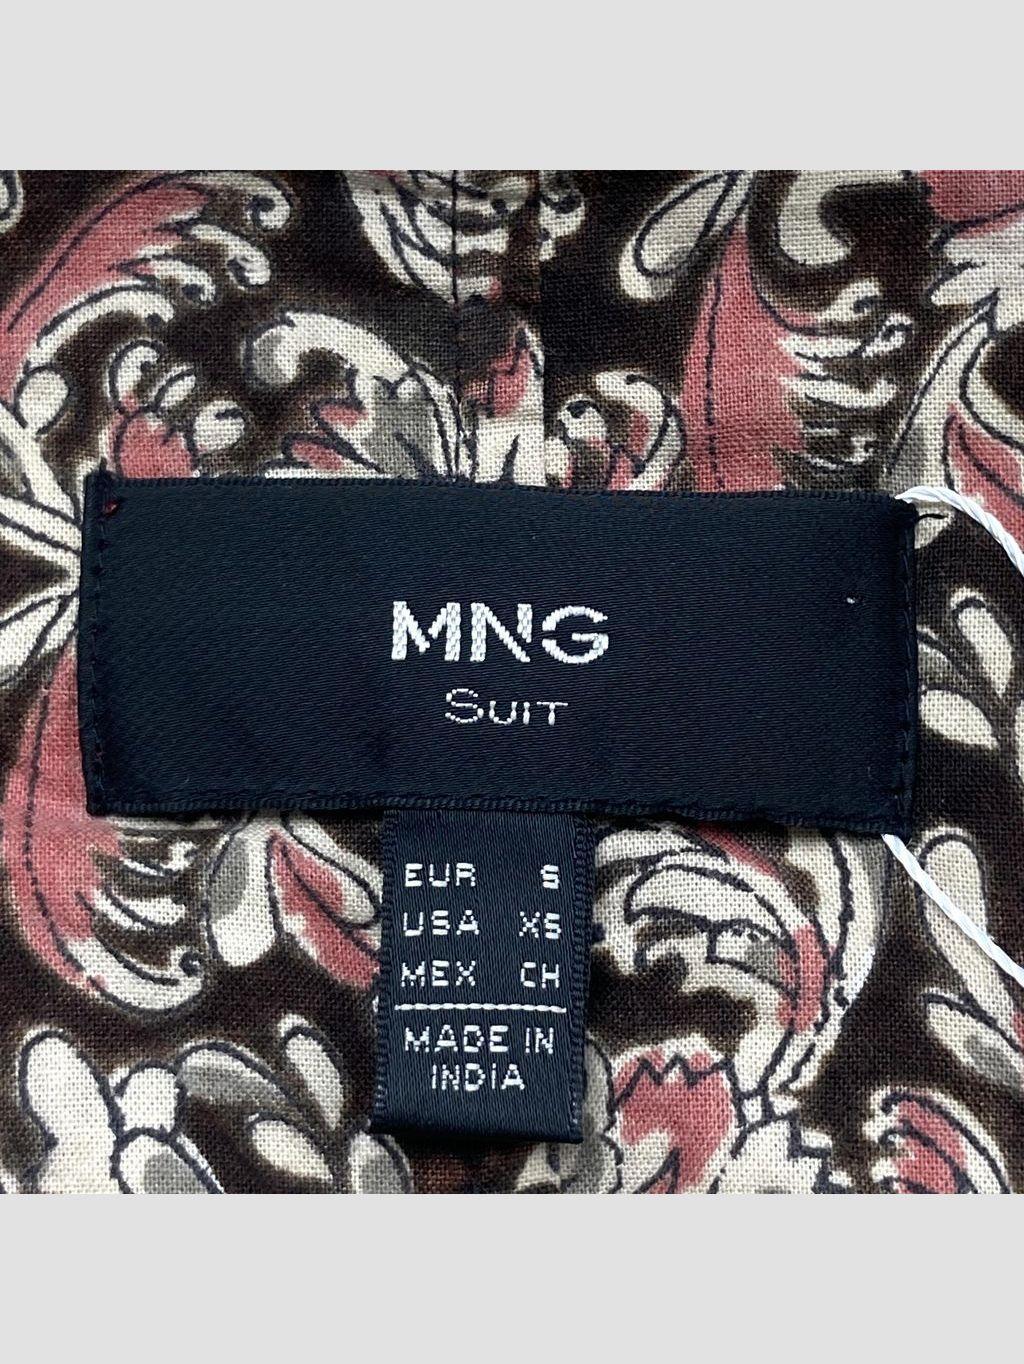 MNG
SUIT
EUR S
USA XS
MEX CH
MADE IN
INDIA